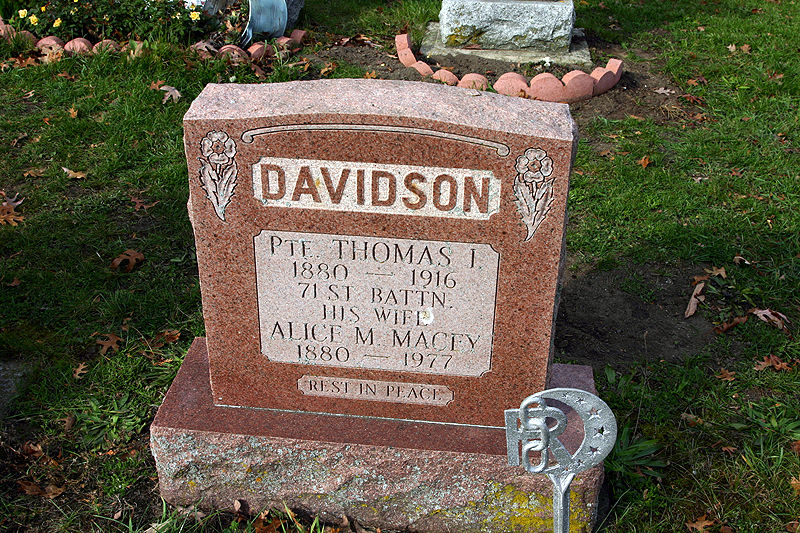 DAVIDSON
PTE. THOMAS I.
1880 — 1916
71 ST. BATTN.
HIS WIFE
ALICE M. MACEY
1880 — 1977
REST IN PEACE
R